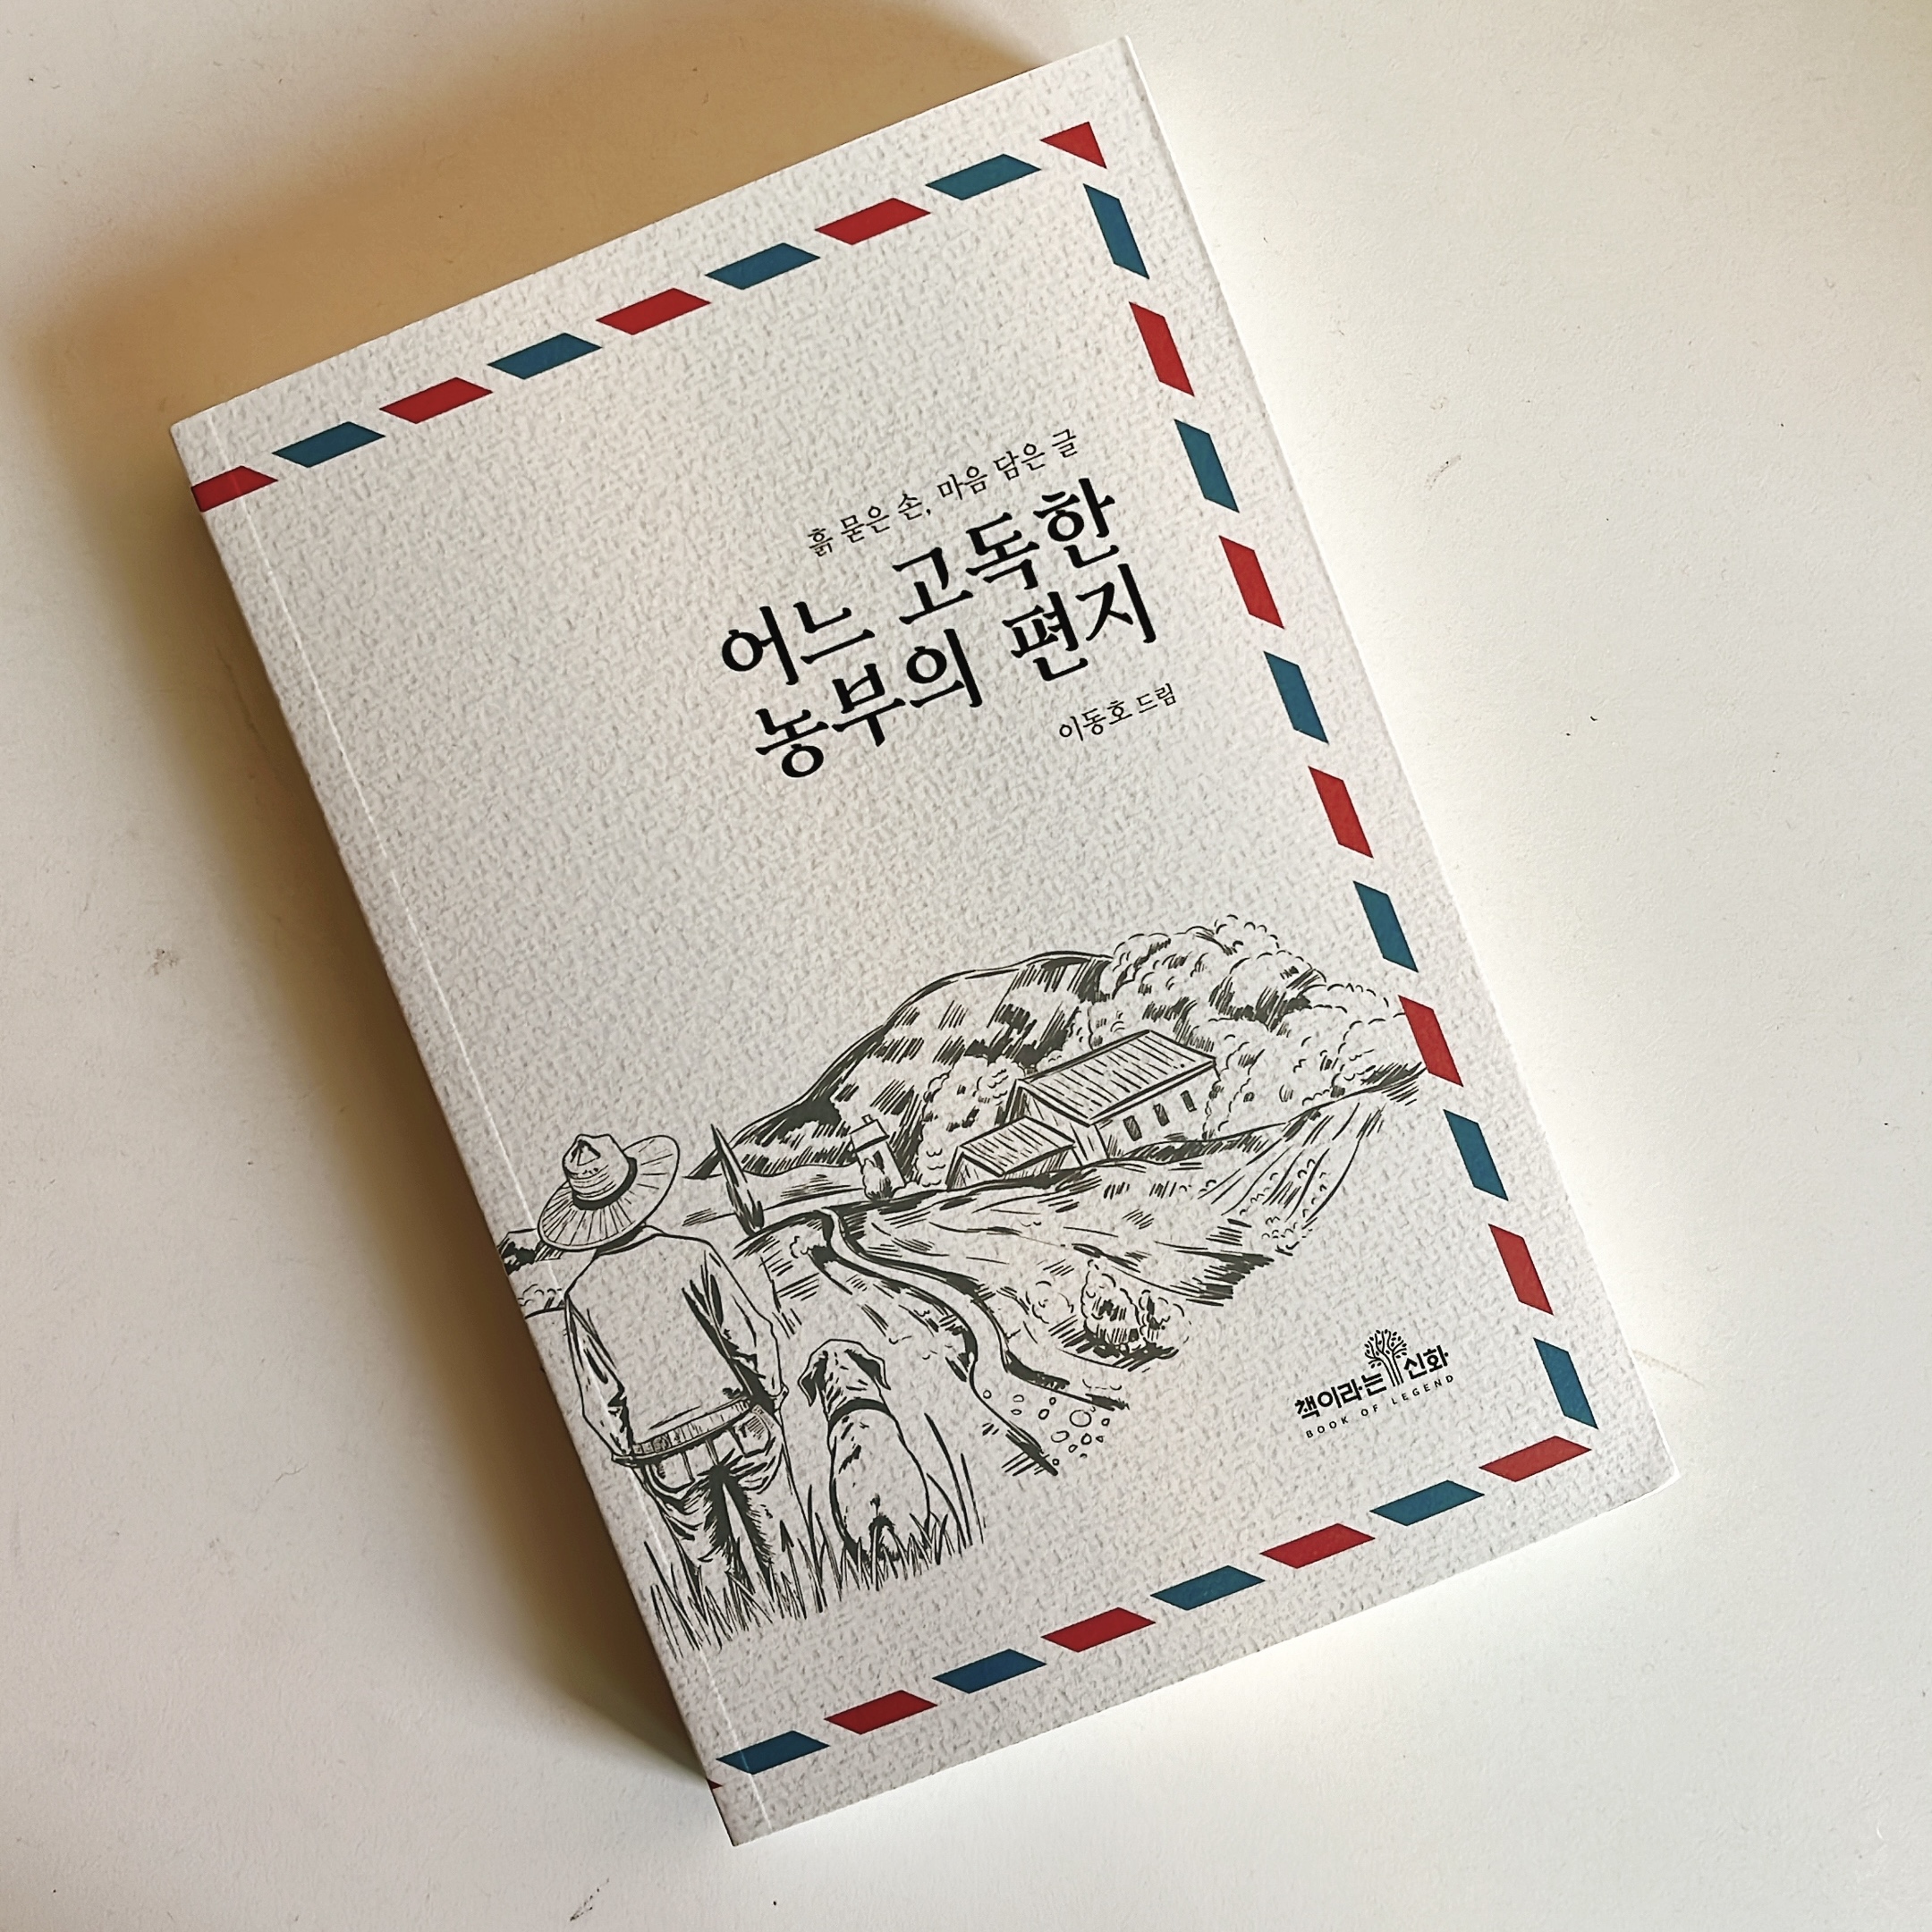 흙 묻은 손, 마음 담은 글
어느 고독한
농부의 편지
이동호 드림
책이라는 신화
BOOK OF LEGEND